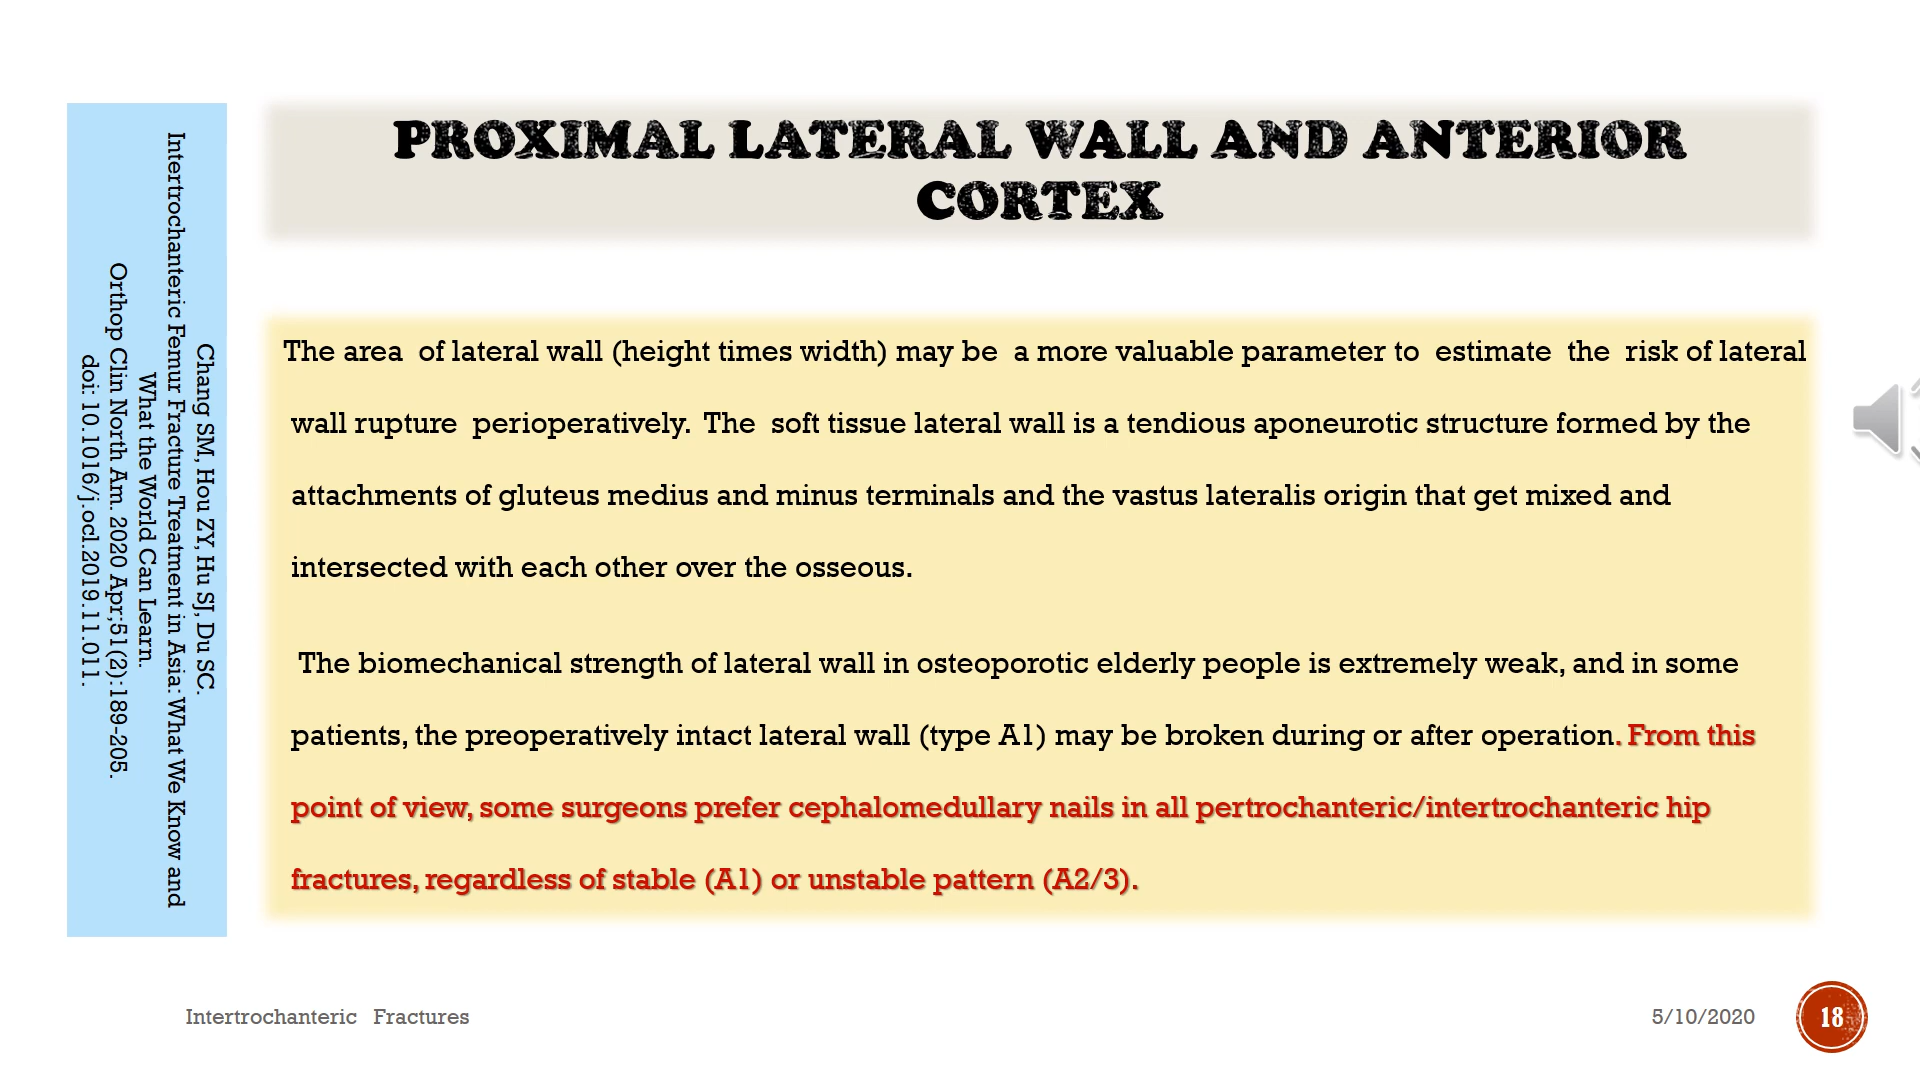 PROXIMAL LATERAL WALL AND ANTERIOR
CORTEX
Chang SM, Hou ZY, Hu SJ, Du SC.
Intertrochanteric Femur Fracture Treatment in Asia: What We Know and
What the World Can Learn.
Orthop Clin North Am. 2020 Apr;51(2):189-205.
doi: 10.1016/j.ocl.2019.11.011.
The area of lateral wall (height times width) may be a more valuable parameter to estimate the risk of lateral
wall rupture perioperatively. The soft tissue lateral wall is a tendious aponeurotic structure formed by the
attachments of gluteus medius and minus terminals and the vastus lateralis origin that get mixed and
intersected with each other over the osseous.
The biomechanical strength of lateral wall in osteoporotic elderly people is extremely weak, and in some
patients, the preoperatively intact lateral wall (type A1) may be broken during or after operation. From this
point of view, some surgeons prefer cephalomedullary nails in all pertrochanteric/intertrochanteric hip
fractures, regardless of stable (A1) or unstable pattern (A2/3).
Intertrochanteric Fractures
5/10/2020
18